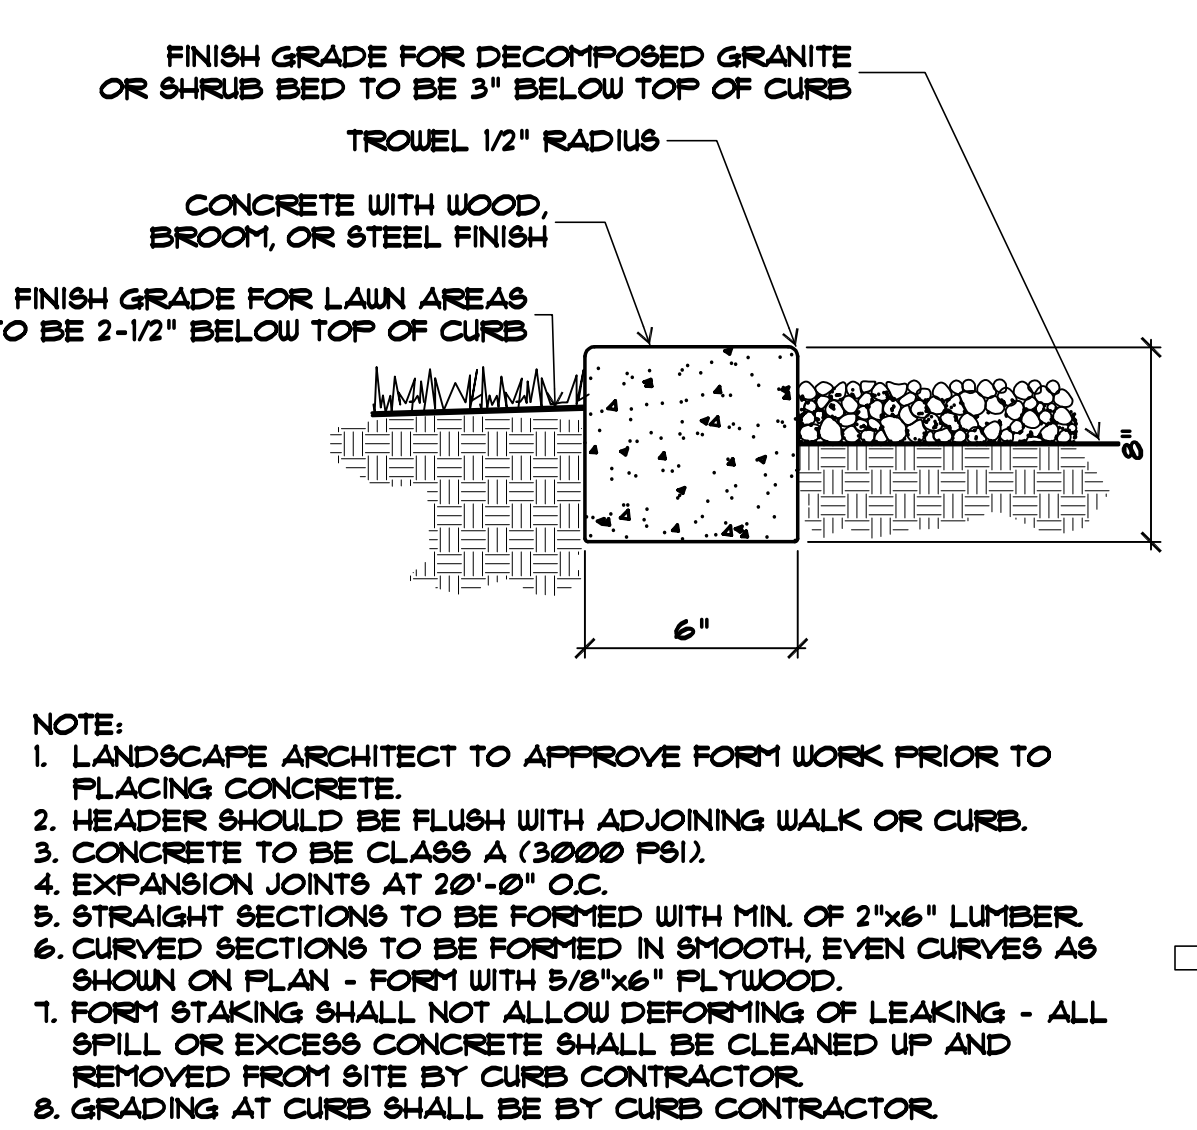 FINISH GRADE FOR DECOMPOSED GRANITE
OR SHRUB BED TO BE 3" BELOW TOP OF CURB
TROWEL 1/2" RADIUS
CONCRETE WITH WOOD,
BROOM, OR STEEL FINISH
FINISH GRADE FOR LAWN AREAS
TO BE 2-1/2" BELOW TOP OF CURB
8"
6"
NOTE:
1. LANDSCAPE ARCHITECT TO APPROVE FORM WORK PRIOR TO
PLACING CONCRETE.
2. HEADER SHOULD BE FLUSH WITH ADJOINING WALK OR CURB.
3. CONCRETE TO BE CLASS A (3000 PSI).
4. EXPANSION JOINTS AT 20'-0" O.C.
5. STRAIGHT SECTIONS TO BE FORMED WITH MIN. OF 2"x6" LUMBER.
6. CURVED SECTIONS TO BE FORMED IN SMOOTH, EVEN CURVES AS
SHOWN ON PLAN - FORM WITH 5/8"x6" PLYWOOD.
7. FORM STAKING SHALL NOT ALLOW DEFORMING OF LEAKING - ALL
SPILL OR EXCESS CONCRETE SHALL BE CLEANED UP AND
REMOVED FROM SITE BY CURB CONTRACTOR.
8. GRADING AT CURB SHALL BE BY CURB CONTRACTOR.